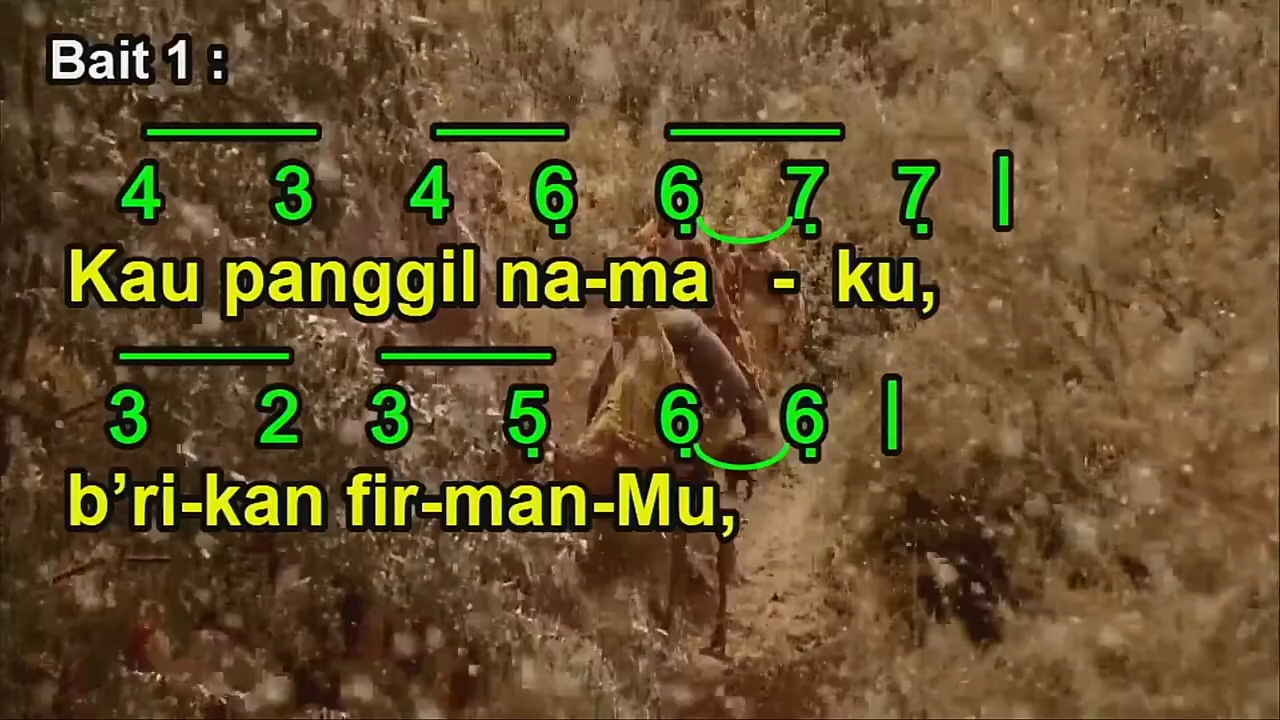 Bait 1 :
4 3 4 6̣ 6̣ 7̣ 7̣ |
Kau panggil na-ma - ku,
3 2 3 5̣ 6̣ 6̣ |
b’ri-kan fir-man-Mu,